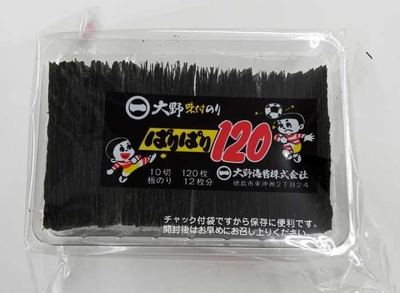 大野味付のり
ぱりぱり120
10切 120枚
板のり 12枚分
大野海苔株式会社
徳島市東沖洲2丁目24
チャック付袋ですから保存に便利です。
開封後はお早めにお召し上りください。